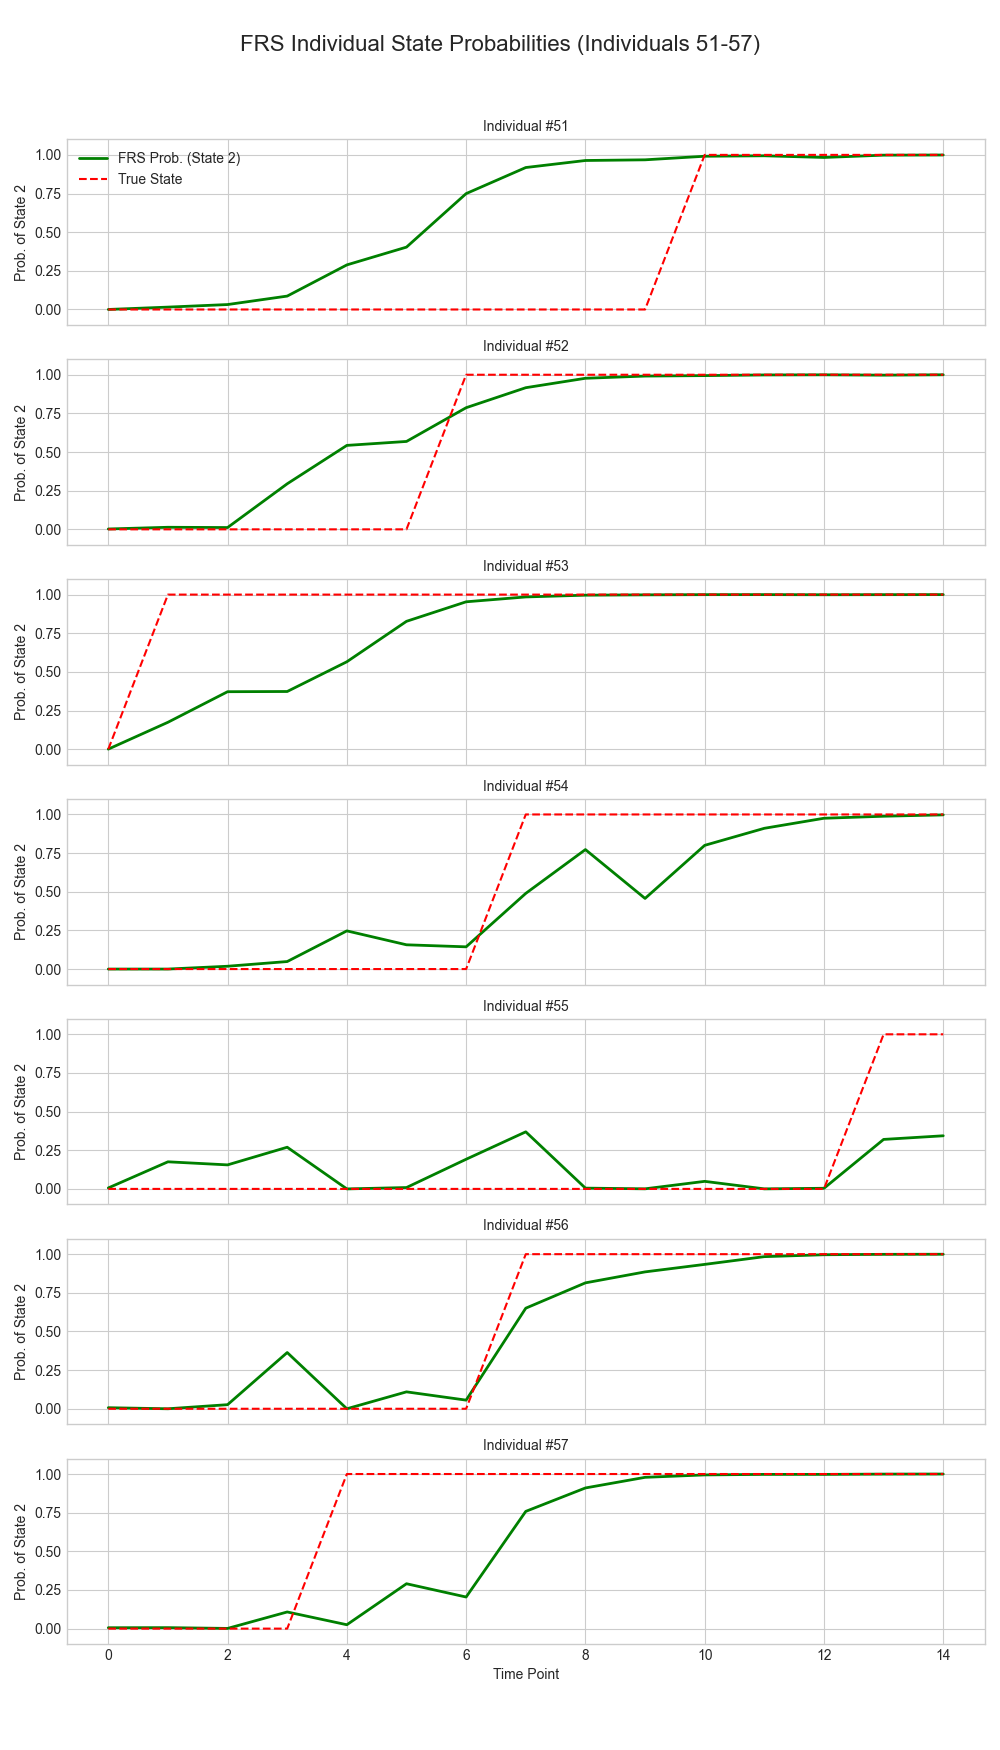 FRS Individual State Probabilities (Individuals 51-57)
Individual #51
FRS Prob. (State 2)
True State
1.00
0.75
0.50
0.25
0.00
Prob. of State 2
Individual #52
1.00
0.75
0.50
0.25
0.00
Prob. of State 2
Individual #53
1.00
0.75
0.50
0.25
0.00
Prob. of State 2
Individual #54
1.00
0.75
0.50
0.25
0.00
Prob. of State 2
Individual #55
1.00
0.75
0.50
0.25
0.00
Prob. of State 2
Individual #56
1.00
0.75
0.50
0.25
0.00
Prob. of State 2
Individual #57
1.00
0.75
0.50
0.25
0.00
Prob. of State 2
0 2 4 6 8 10 12 14
Time Point